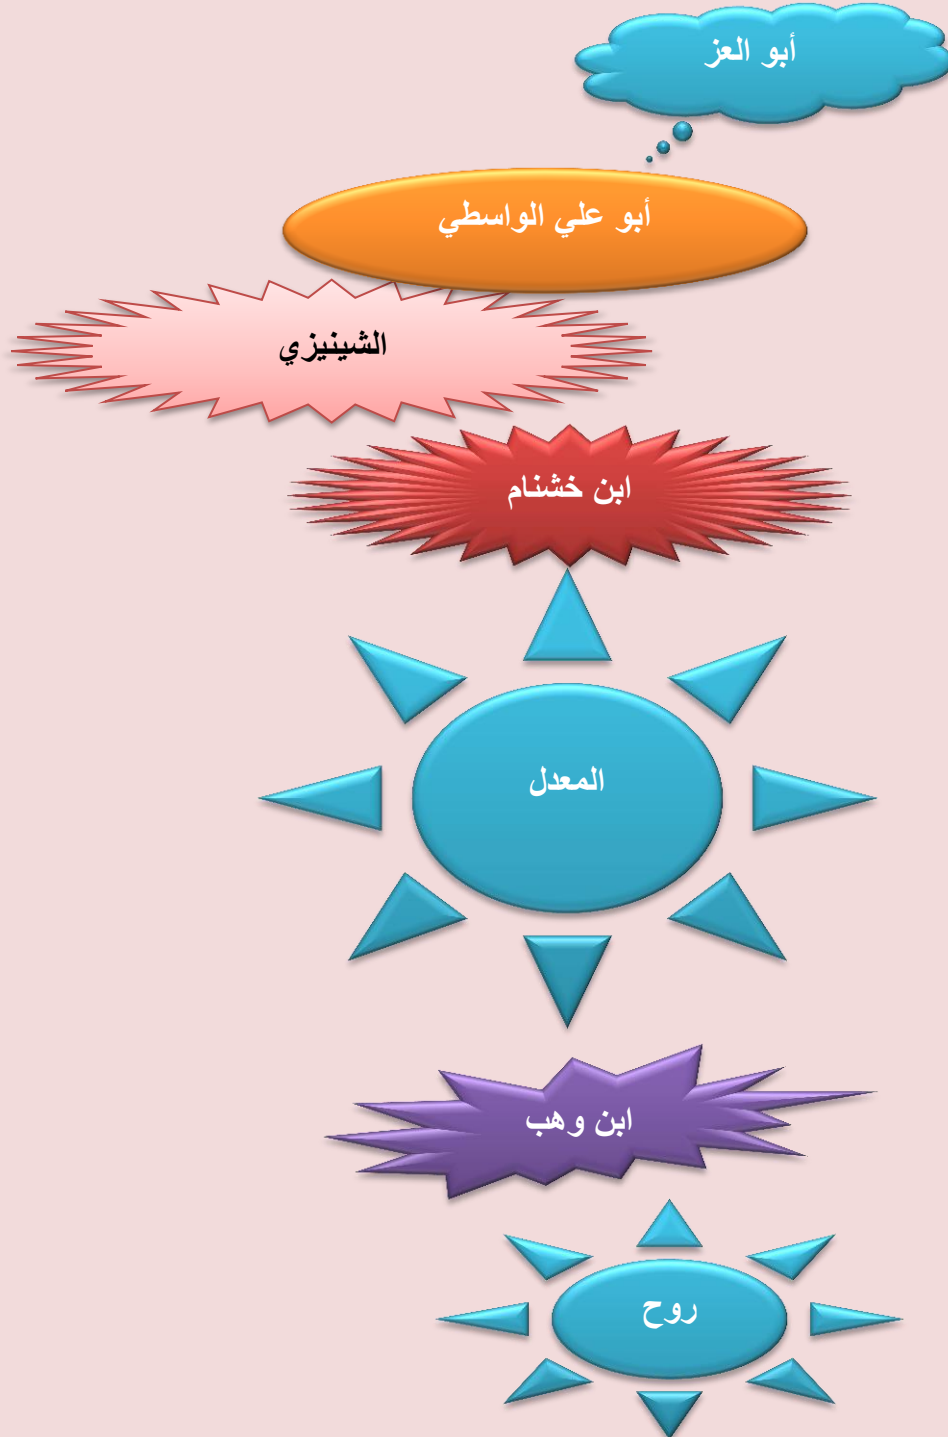 أبو العز
أبو علي الواسطي
الشينيزي
ابن خشنام
المعدل
ابن وهب
روح